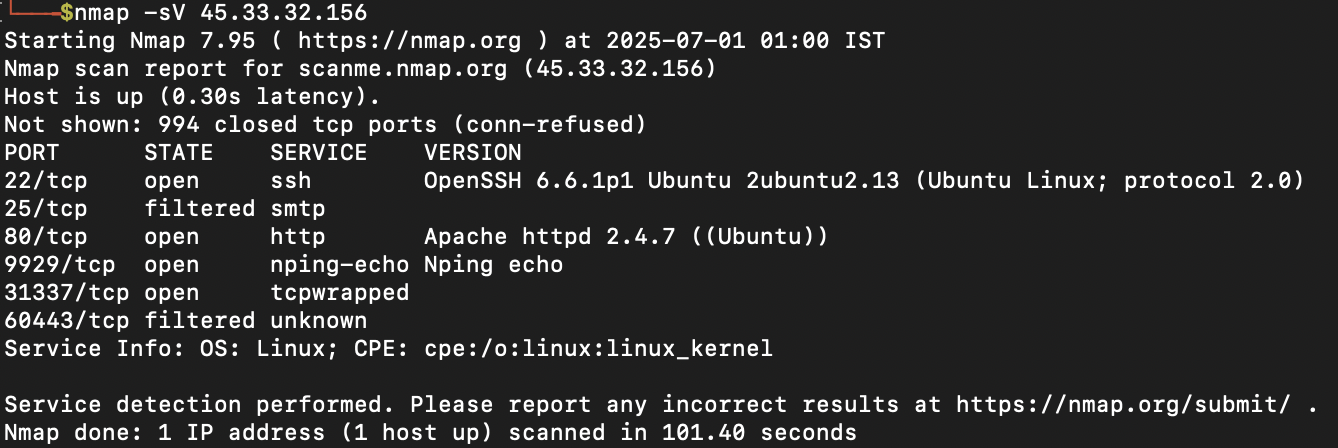 $nmap -sV 45.33.32.156
Starting Nmap 7.95 ( https://nmap.org ) at 2025-07-01 01:00 IST
Nmap scan report for scanme.nmap.org (45.33.32.156)
Host is up (0.30s latency).
Not shown: 994 closed tcp ports (conn-refused)
PORT      STATE    SERVICE    VERSION
22/tcp    open     ssh        OpenSSH 6.6.1p1 Ubuntu 2ubuntu2.13 (Ubuntu Linux; protocol 2.0)
25/tcp    filtered smtp
80/tcp    open     http       Apache httpd 2.4.7 ((Ubuntu))
9929/tcp  open     nping-echo Nping echo
31337/tcp open     tcpwrapped
60443/tcp filtered unknown
Service Info: OS: Linux; CPE: cpe:/o:linux:linux_kernel

Service detection performed. Please report any incorrect results at https://nmap.org/submit/ .
Nmap done: 1 IP address (1 host up) scanned in 101.40 seconds